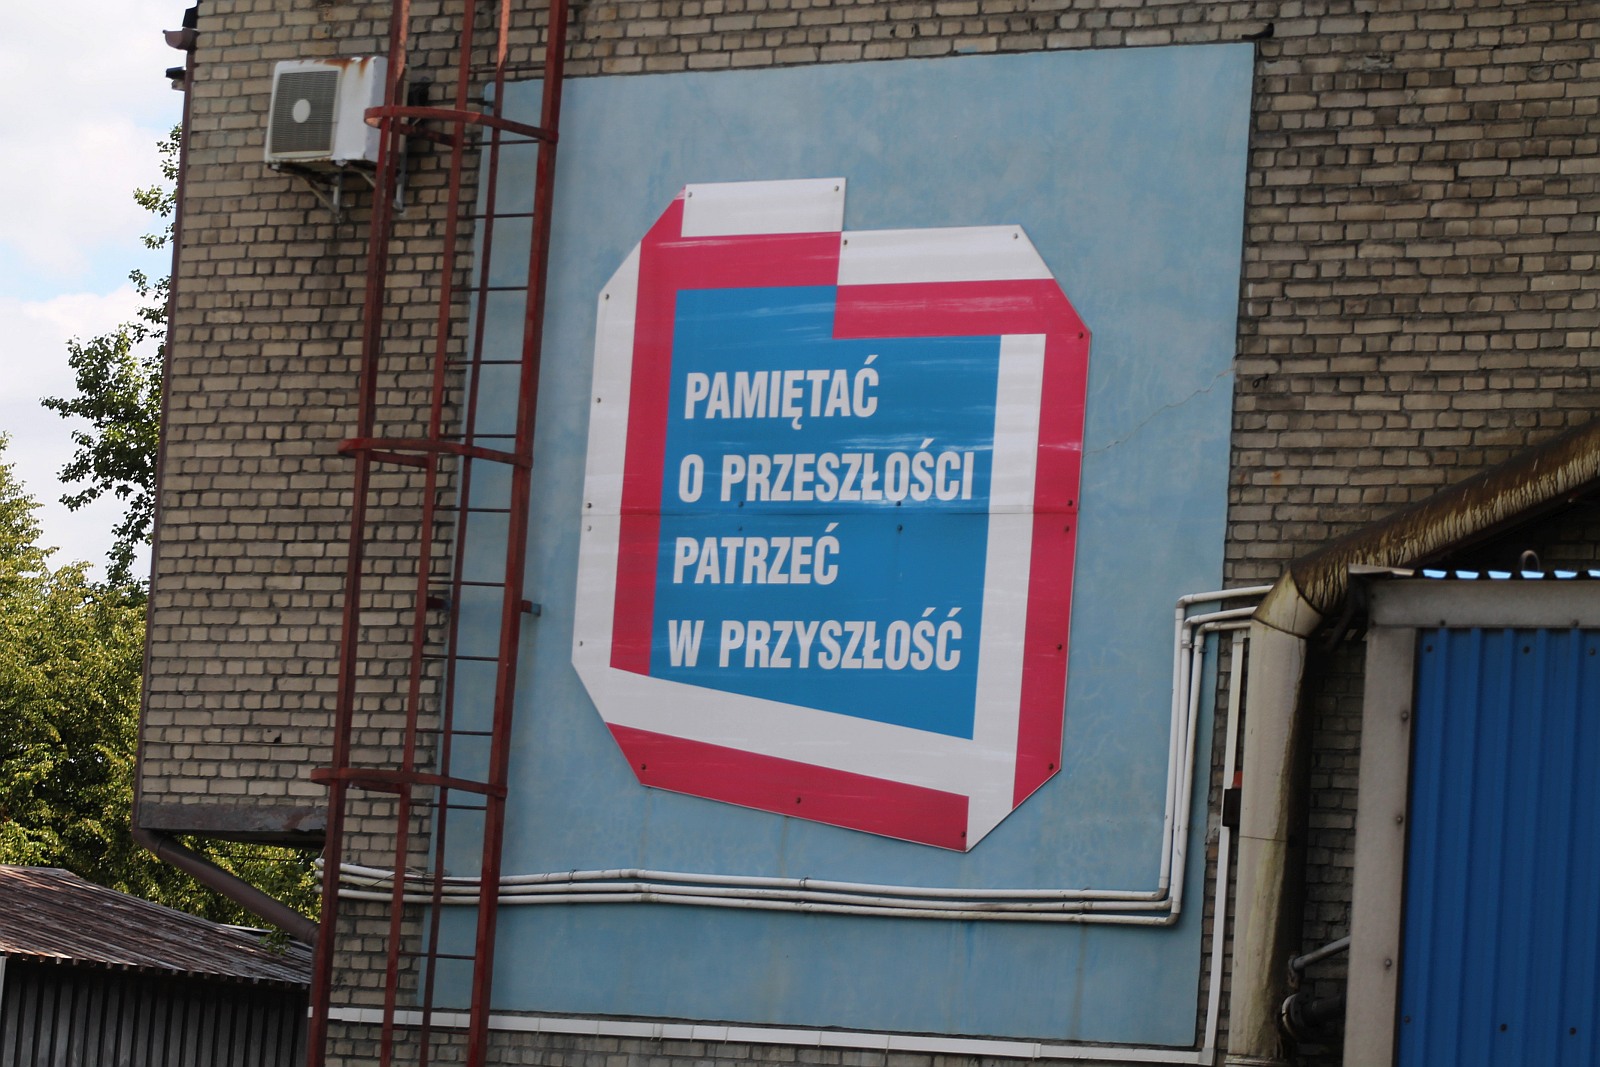 PAMIĘTAĆ
O PRZESZŁOŚCI
PATRZEĆ
W PRZYSZŁOŚĆ